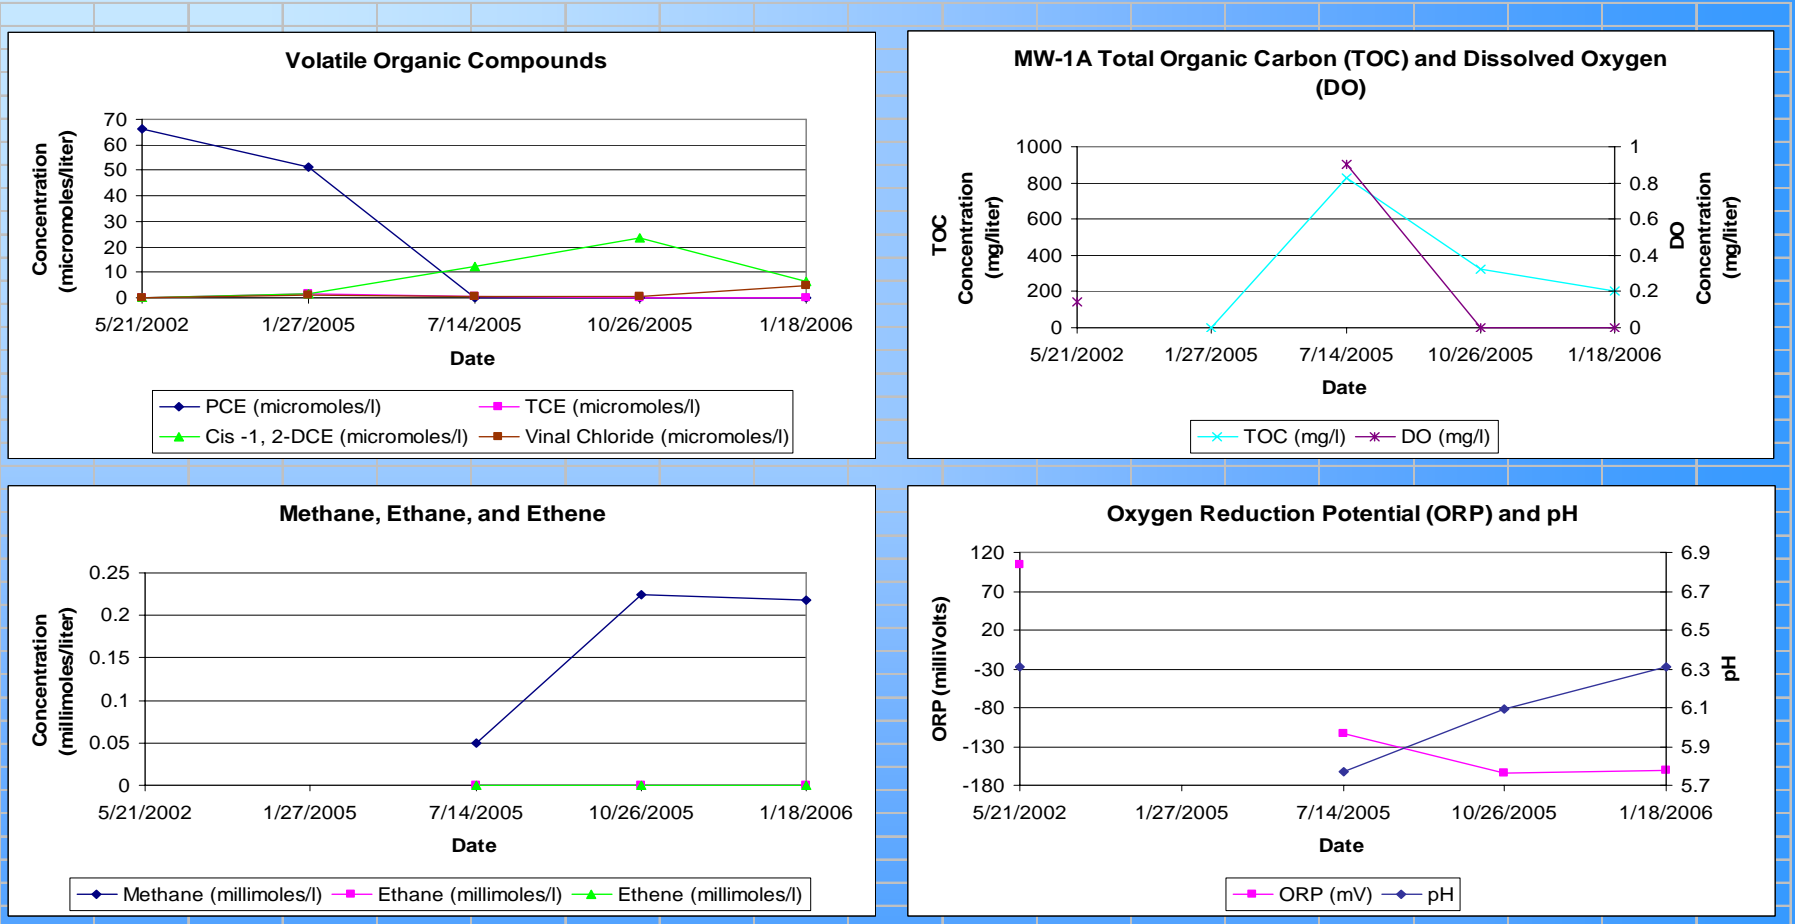 Volatile Organic Compounds
Concentration
(micromoles/liter)
70
60
50
40
30
20
10
0
5/21/2002 1/27/2005 7/14/2005 10/26/2005 1/18/2006
Date
PCE (micromoles/l) TCE (micromoles/l)
Cis -1, 2-DCE (micromoles/l) Vinal Chloride (micromoles/l)
MW-1A Total Organic Carbon (TOC) and Dissolved Oxygen
(DO)
TOC
Concentration
(mg/liter)
1000
800
600
400
200
0
1
0.8
0.6
0.4
0.2
0
DO
Concentration
(mg/liter)
5/21/2002 1/27/2005 7/14/2005 10/26/2005 1/18/2006
Date
TOC (mg/l) DO (mg/l)
Methane, Ethane, and Ethene
Concentration
(millimoles/liter)
0.25
0.2
0.15
0.1
0.05
0
5/21/2002 1/27/2005 7/14/2005 10/26/2005 1/18/2006
Date
Methane (millimoles/l) Ethane (millimoles/l) Ethene (millimoles/l)
Oxygen Reduction Potential (ORP) and pH
ORP (milliVolts)
120
70
20
-30
-80
-130
-180
6.9
6.7
6.5
6.3
6.1
5.9
5.7
pH
5/21/2002 1/27/2005 7/14/2005 10/26/2005 1/18/2006
Date
ORP (mV) pH